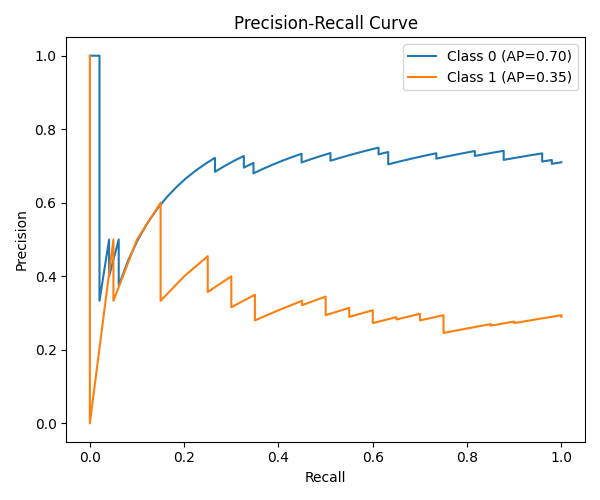 Precision-Recall Curve
Class 0 (AP=0.70)
Class 1 (AP=0.35)
Precision
1.0
0.8
0.6
0.4
0.2
0.0
0.0 0.2 0.4 0.6 0.8 1.0
Recall